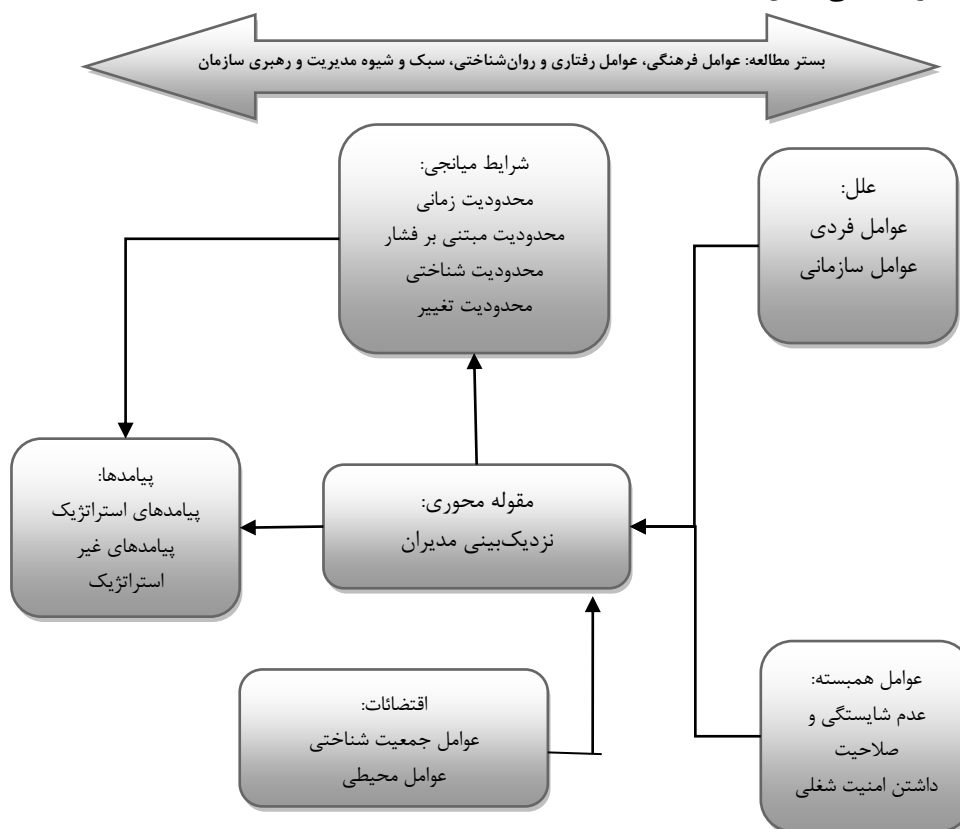 بستر مطالعه: عوامل فرهنگی، عوامل رفتاری و روان‌شناختی، سبک و شیوه مدیریت و رهبری سازمان
علل:
عوامل فردی
عوامل سازمانی
شرایط میانجی:
محدودیت زمانی
محدودیت مبتنی بر فشار
محدودیت شناختی
محدودیت تغییر
مقوله محوری:
نزدیک‌بینی مدیران
پیامدها:
پیامدهای استراتژیک
پیامدهای غیر
استراتژیک
عوامل همبسته:
عدم شایستگی و
صلاحیت
داشتن امنیت شغلی
اقتضائات:
عوامل جمعیت شناختی
عوامل محیطی